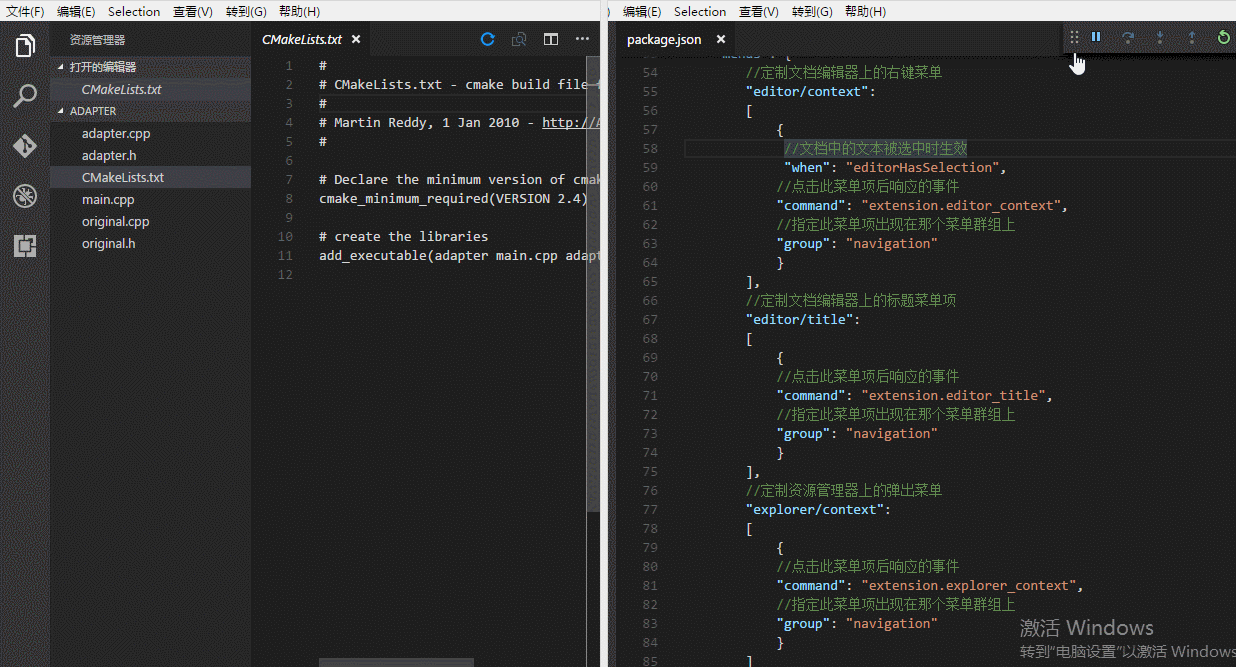 文件(F) 编辑(E) Selection 查看(V) 转到(G) 帮助(H)
资源管理器
打开的编辑器
CMakeLists.txt
ADAPTER
adapter.cpp
adapter.h
CMakeLists.txt
main.cpp
original.cpp
original.h
CMakeLists.txt
1 #
2 # CMakeLists.txt - cmake build file
3 #
4 # Martin Reddy, 1 Jan 2010 - http://
5 #
6
7 # Declare the minimum version of cmak
8 cmake_minimum_required(VERSION 2.4)
9
10 # create the libraries
11 add_executable(adapter main.cpp adapt
12
) 编辑(E) Selection 查看(V) 转到(G) 帮助(H)
package.json
54 //定制文档编辑器上的右键菜单
55 "editor/context":
56 [
57 {
58 //文档中的文本被选中时生效
59 "when": "editorHasSelection",
60 //点击此菜单项后响应的事件
61 "command": "extension.editor_context",
62 //指定此菜单项出现在那个菜单群组上
63 "group": "navigation"
64 }
65 ],
66 //定制文档编辑器上的标题菜单项
67 "editor/title":
68 [
69 {
70 //点击此菜单项后响应的事件
71 "command": "extension.editor_title",
72 //指定此菜单项出现在那个菜单群组上
73 "group": "navigation"
74 }
75 ],
76 //定制资源管理器上的弹出菜单
77 "explorer/context":
78 [
79 {
80 //点击此菜单项后响应的事件
81 "command": "extension.explorer_context",
82 //指定此菜单项出现在那个菜单群组上
83 "group": "navigation"
84 }
85 ]
激活 Windows
转到"电脑设置"以激活 Windows